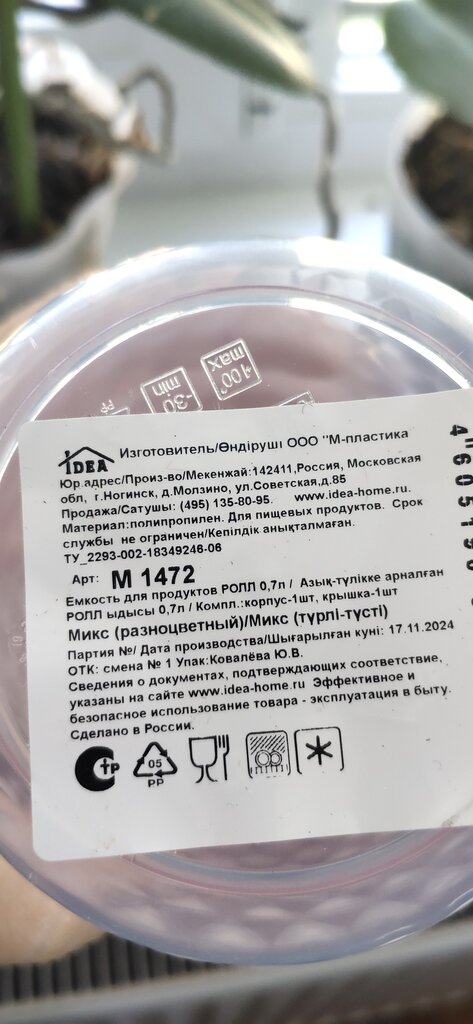 +100°
max
-30
min
IDEA
Изготовитель/Өндіруші ООО "М-пластика
Юр.адрес/Произ-во/Мекенжай:142411,Россия, Московская
обл, г.Ногинск, д.Молзино, ул.Советская,д.85
Продажа/Сатушы: (495) 135-80-95. www.idea-home.ru.
Материал:полипропилен. Для пищевых продуктов. Срок
службы не ограничен/Кепілдік анықталмаған.
ТУ_2293-002-18349246-06
Арт: М 1472
Емкость для продуктов РОЛЛ 0,7л / Азық-түлікке арналған
РОЛЛ ыдысы 0,7л / Компл.:корпус-1шт, крышка-1шт
Микс (разноцветный)/Микс (түрлі-түсті)
Партия №/ Дата производства/Шығарылған күні: 17.11.2024
ОТК: смена № 1 Упак:Ковалёва Ю.В.
Сведения о документах, подтверждающих соответствие,
указаны на сайте www.idea-home.ru Эффективное и
безопасное использование товара - эксплуатация в быту.
Сделано в России.
СТР
05
PP
4 605190